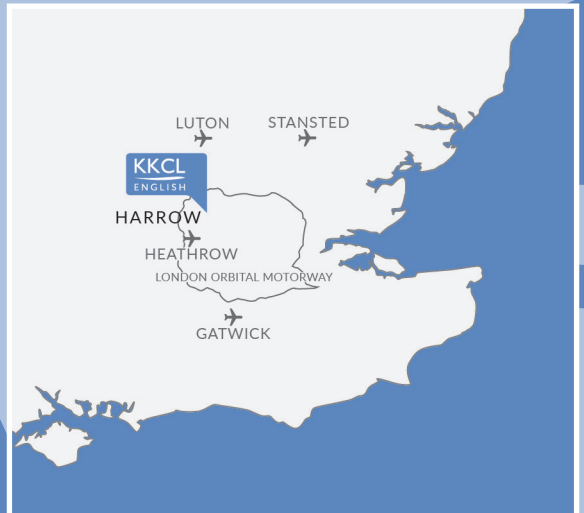 LUTON
STANSTED
KKCL
ENGLISH
HARROW
HEATHROW
LONDON ORBITAL MOTORWAY
GATWICK